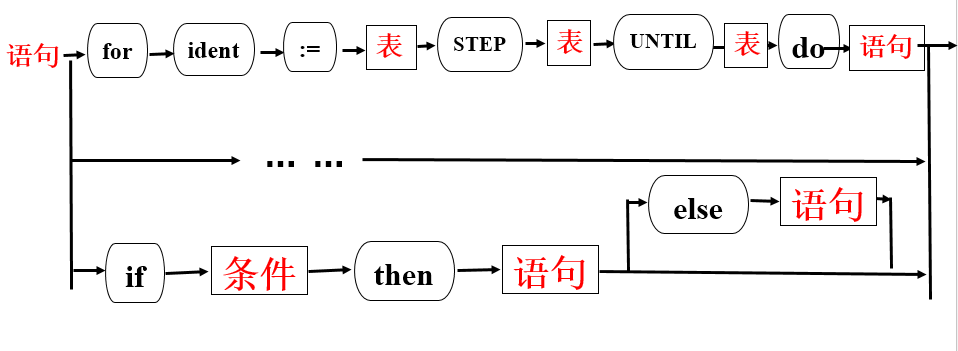 语句 for ident := 表 STEP 表 UNTIL 表 do 语句
... ...
else 语句
if 条件 then 语句